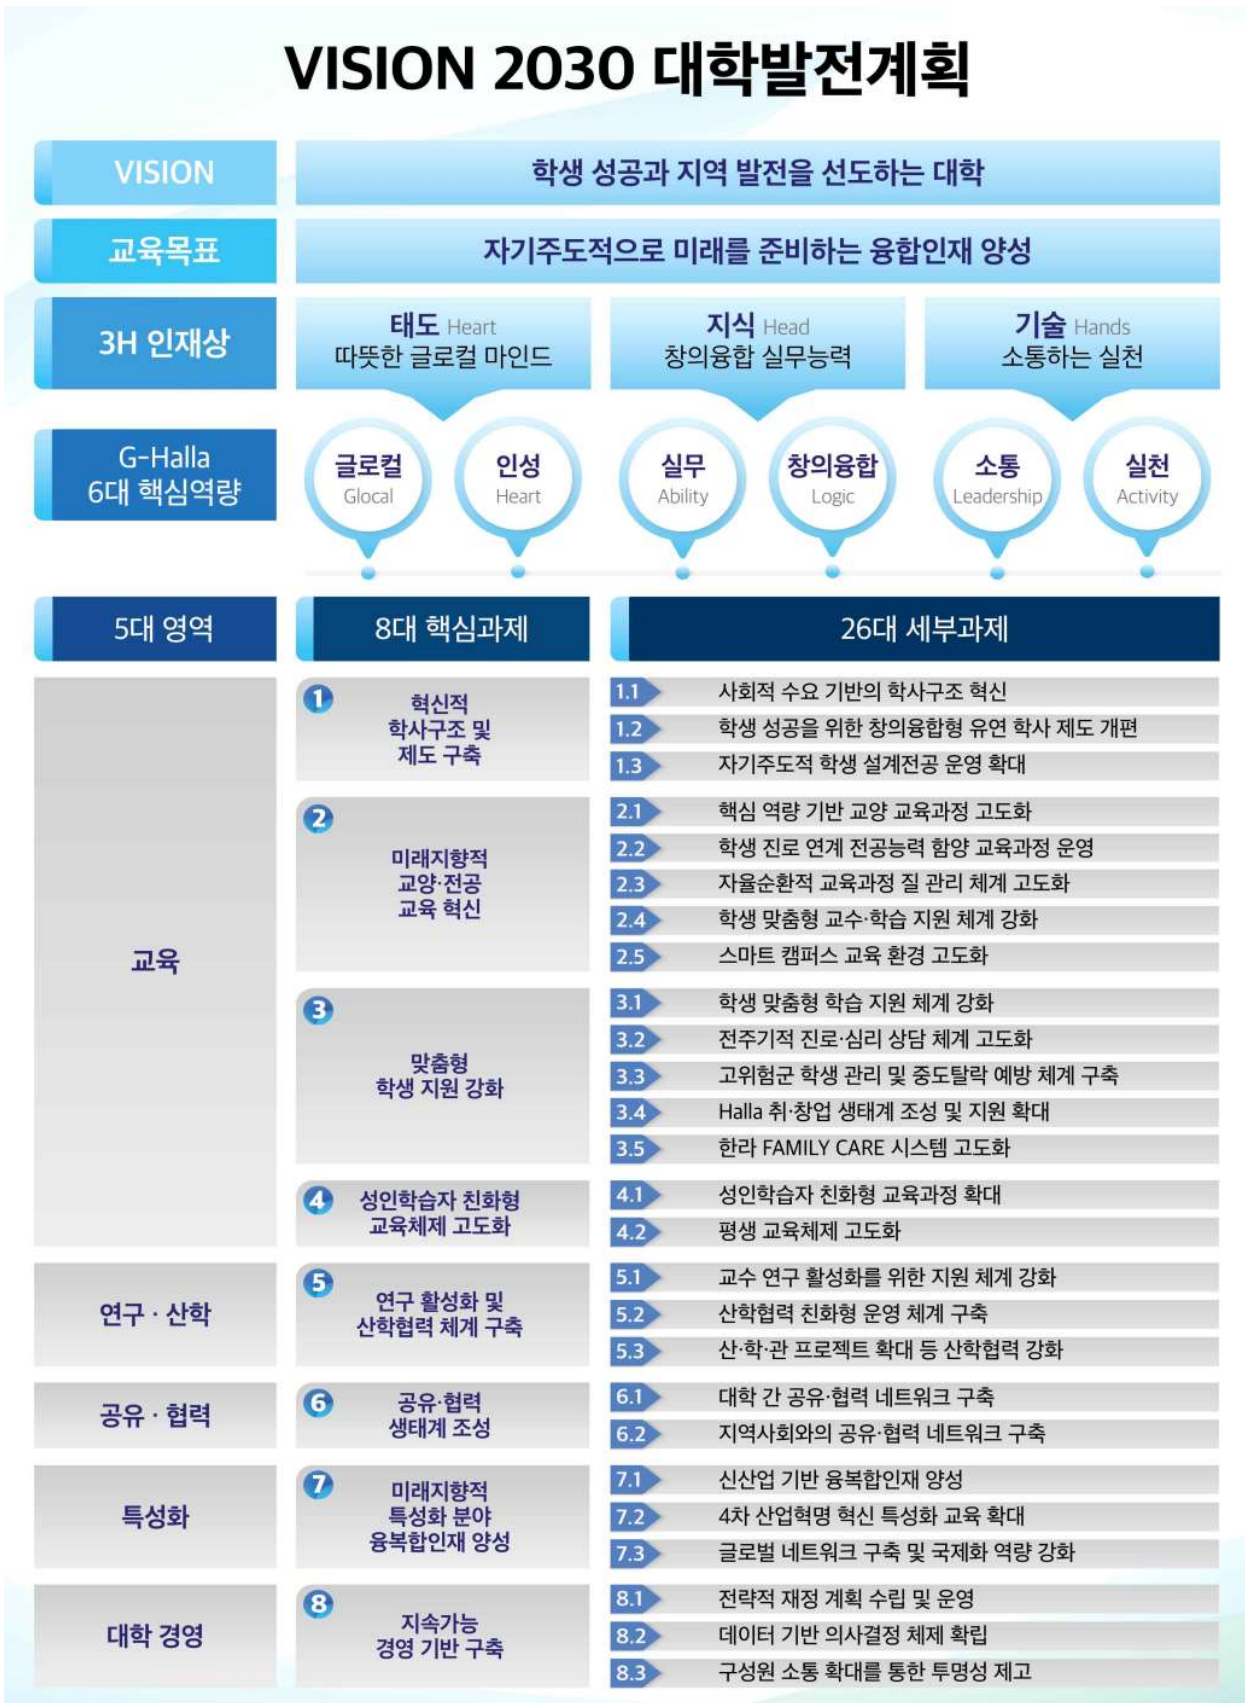 VISION 2030 대학발전계획
VISION
학생 성공과 지역 발전을 선도하는 대학
교육목표
자기주도적으로 미래를 준비하는 융합인재 양성
3H 인재상
태도 Heart
따뜻한 글로컬 마인드
지식 Head
창의융합 실무능력
기술 Hands
소통하는 실천
G-Halla
6대 핵심역량
글로컬
Glocal
인성
Heart
실무
Ability
창의융합
Logic
소통
Leadership
실천
Activity
5대 영역
8대 핵심과제
26대 세부과제
교육
1
혁신적
학사구조 및
제도 구축
1.1 사회적 수요 기반의 학사구조 혁신
1.2 학생 성공을 위한 창의융합형 유연 학사 제도 개편
1.3 자기주도적 학생 설계전공 운영 확대
2
미래지향적
교양·전공
교육 혁신
2.1 핵심 역량 기반 교양 교육과정 고도화
2.2 학생 진로 연계 전공능력 함양 교육과정 운영
2.3 자율순환적 교육과정 질 관리 체계 고도화
2.4 학생 맞춤형 교수·학습 지원 체계 강화
2.5 스마트 캠퍼스 교육 환경 고도화
3
맞춤형
학생 지원 강화
3.1 학생 맞춤형 학습 지원 체계 강화
3.2 전주기적 진로·심리 상담 체계 고도화
3.3 고위험군 학생 관리 및 중도탈락 예방 체계 구축
3.4 Halla 취·창업 생태계 조성 및 지원 확대
3.5 한라 FAMILY CARE 시스템 고도화
4
성인학습자 친화형
교육체제 고도화
4.1 성인학습자 친화형 교육과정 확대
4.2 평생 교육체제 고도화
연구 · 산학
5
연구 활성화 및
산학협력 체계 구축
5.1 교수 연구 활성화를 위한 지원 체계 강화
5.2 산학협력 친화형 운영 체계 구축
5.3 산·학·관 프로젝트 확대 등 산학협력 강화
공유 · 협력
6
공유·협력
생태계 조성
6.1 대학 간 공유·협력 네트워크 구축
6.2 지역사회와의 공유·협력 네트워크 구축
특성화
7
미래지향적
특성화 분야
융복합인재 양성
7.1 신산업 기반 융복합인재 양성
7.2 4차 산업혁명 혁신 특성화 교육 확대
7.3 글로벌 네트워크 구축 및 국제화 역량 강화
대학 경영
8
지속가능
경영 기반 구축
8.1 전략적 재정 계획 수립 및 운영
8.2 데이터 기반 의사결정 체제 확립
8.3 구성원 소통 확대를 통한 투명성 제고